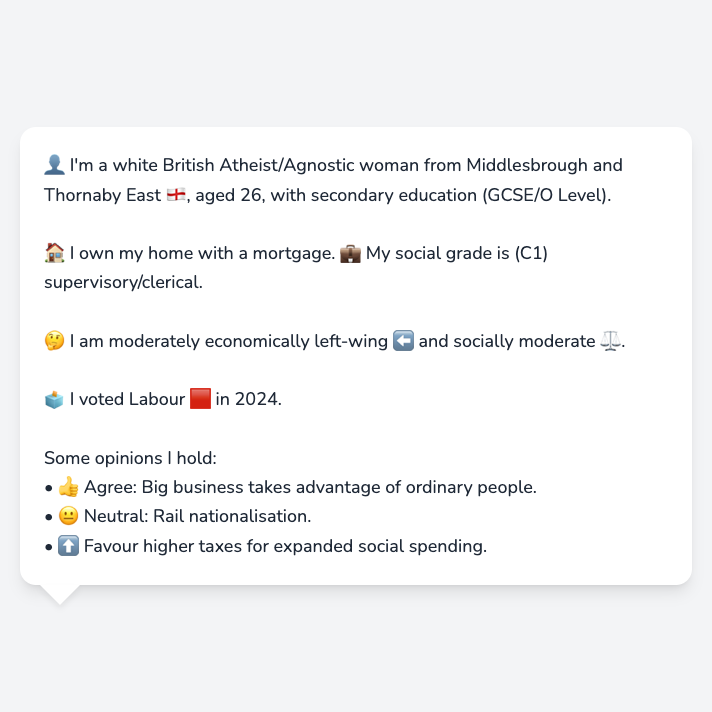 👤 I'm a white British Atheist/Agnostic woman from Middlesbrough and
Thornaby East 🏴󠁧󠁢󠁥󠁮󠁧󠁿, aged 26, with secondary education (GCSE/O Level).
🏠 I own my home with a mortgage. 💼 My social grade is (C1)
supervisory/clerical.
🤔 I am moderately economically left-wing ⬅️ and socially moderate ⚖️.
🗳️ I voted Labour 🟥 in 2024.
Some opinions I hold:
• 👍 Agree: Big business takes advantage of ordinary people.
• 😐 Neutral: Rail nationalisation.
• ⬆️ Favour higher taxes for expanded social spending.